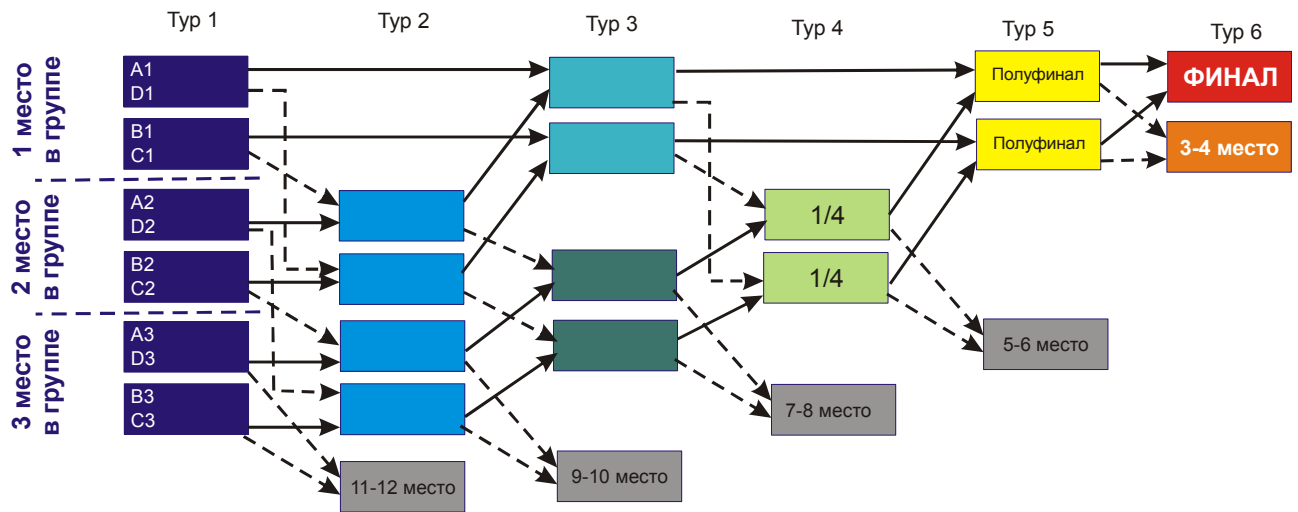 Тур 1
Тур 2
Тур 3
Тур 4
Тур 5
Тур 6
1 место
в группе
2 место
в группе
3 место
в группе
A1
D1
B1
C1
A2
D2
B2
C2
A3
D3
B3
C3
11-12 место
9-10 место
1/4
1/4
7-8 место
Полуфинал
Полуфинал
5-6 место
ФИНАЛ
3-4 место